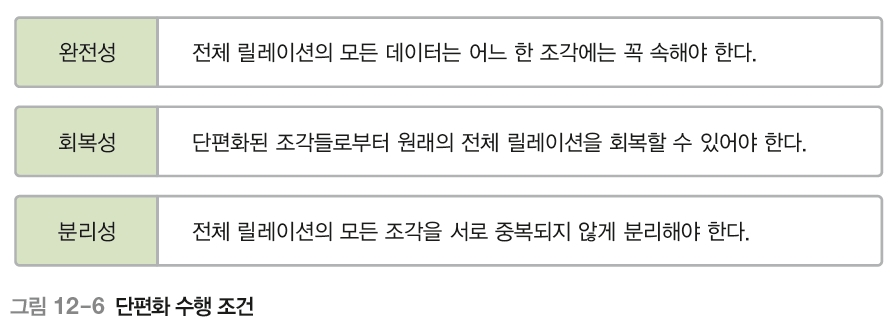 완전성 전체 릴레이션의 모든 데이터는 어느 한 조각에는 꼭 속해야 한다.
회복성 단편화된 조각들로부터 원래의 전체 릴레이션을 회복할 수 있어야 한다.
분리성 전체 릴레이션의 모든 조각을 서로 중복되지 않게 분리해야 한다.
그림 12-6 단편화 수행 조건